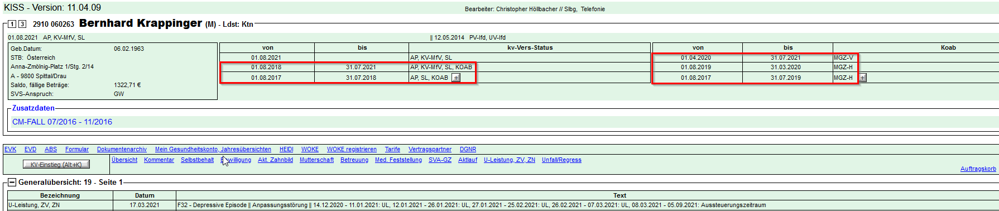 KISS - Version: 11.04.09
Bearbeiter: Christopher Höllbacher // Slbg, Telefonie
1 3 2910 060263 Bernhard Krappinger (M) - Ldst: Ktn
01.08.2021 AP, KV-MfV, SL
12.05.2014 PV-lfd, UV-lfd
Geb.Datum: 06.02.1963
STB: Österreich
Anna-Zmölnig-Platz 1/Stg. 2/14
A - 9800 Spittal/Drau
Saldo, fällige Beträge: 1322,71 €
SVS-Anspruch: GW
von bis kv-Vers-Status
01.08.2021 AP, KV-MfV, SL
01.08.2018 31.07.2021 AP, KV-MfV, SL, KOAB
01.08.2017 31.07.2018 AP, SL, KOAB +
von bis Koab
01.04.2020 31.07.2021 MGZ-V
01.08.2019 31.03.2020 MGZ-H
01.08.2017 31.07.2019 MGZ-H +
Zusatzdaten
CM-FALL 07/2016 - 11/2016
EVK EVD ABS Formular Dokumentenarchiv Mein Gesundheitskonto, Jahresübersichten HEIDI WOKE WOKE registrieren Tarife Vertragspartner DGNR
KV-Einstieg (Alt+K)
Übersicht Kommentar Selbstbehalt Bewilligung Akt. Zahnbild Mutterschaft Betreuung Med. Feststellung SVA-GZ Aktlauf U-Leistung, ZV, ZN Unfall/Regress
Auftragskorb
Generalübersicht: 19 - Seite 1
Bezeichnung Datum Text
U-Leistung, ZV, ZN 17.03.2021 F32 - Depressive Episode Anpassungsstörung 14.12.2020 - 11.01.2021: UL, 12.01.2021 - 26.01.2021: UL, 27.01.2021 - 25.02.2021: UL, 26.02.2021 - 07.03.2021: UL, 08.03.2021 - 05.09.2021: Aussteuerungszeitraum